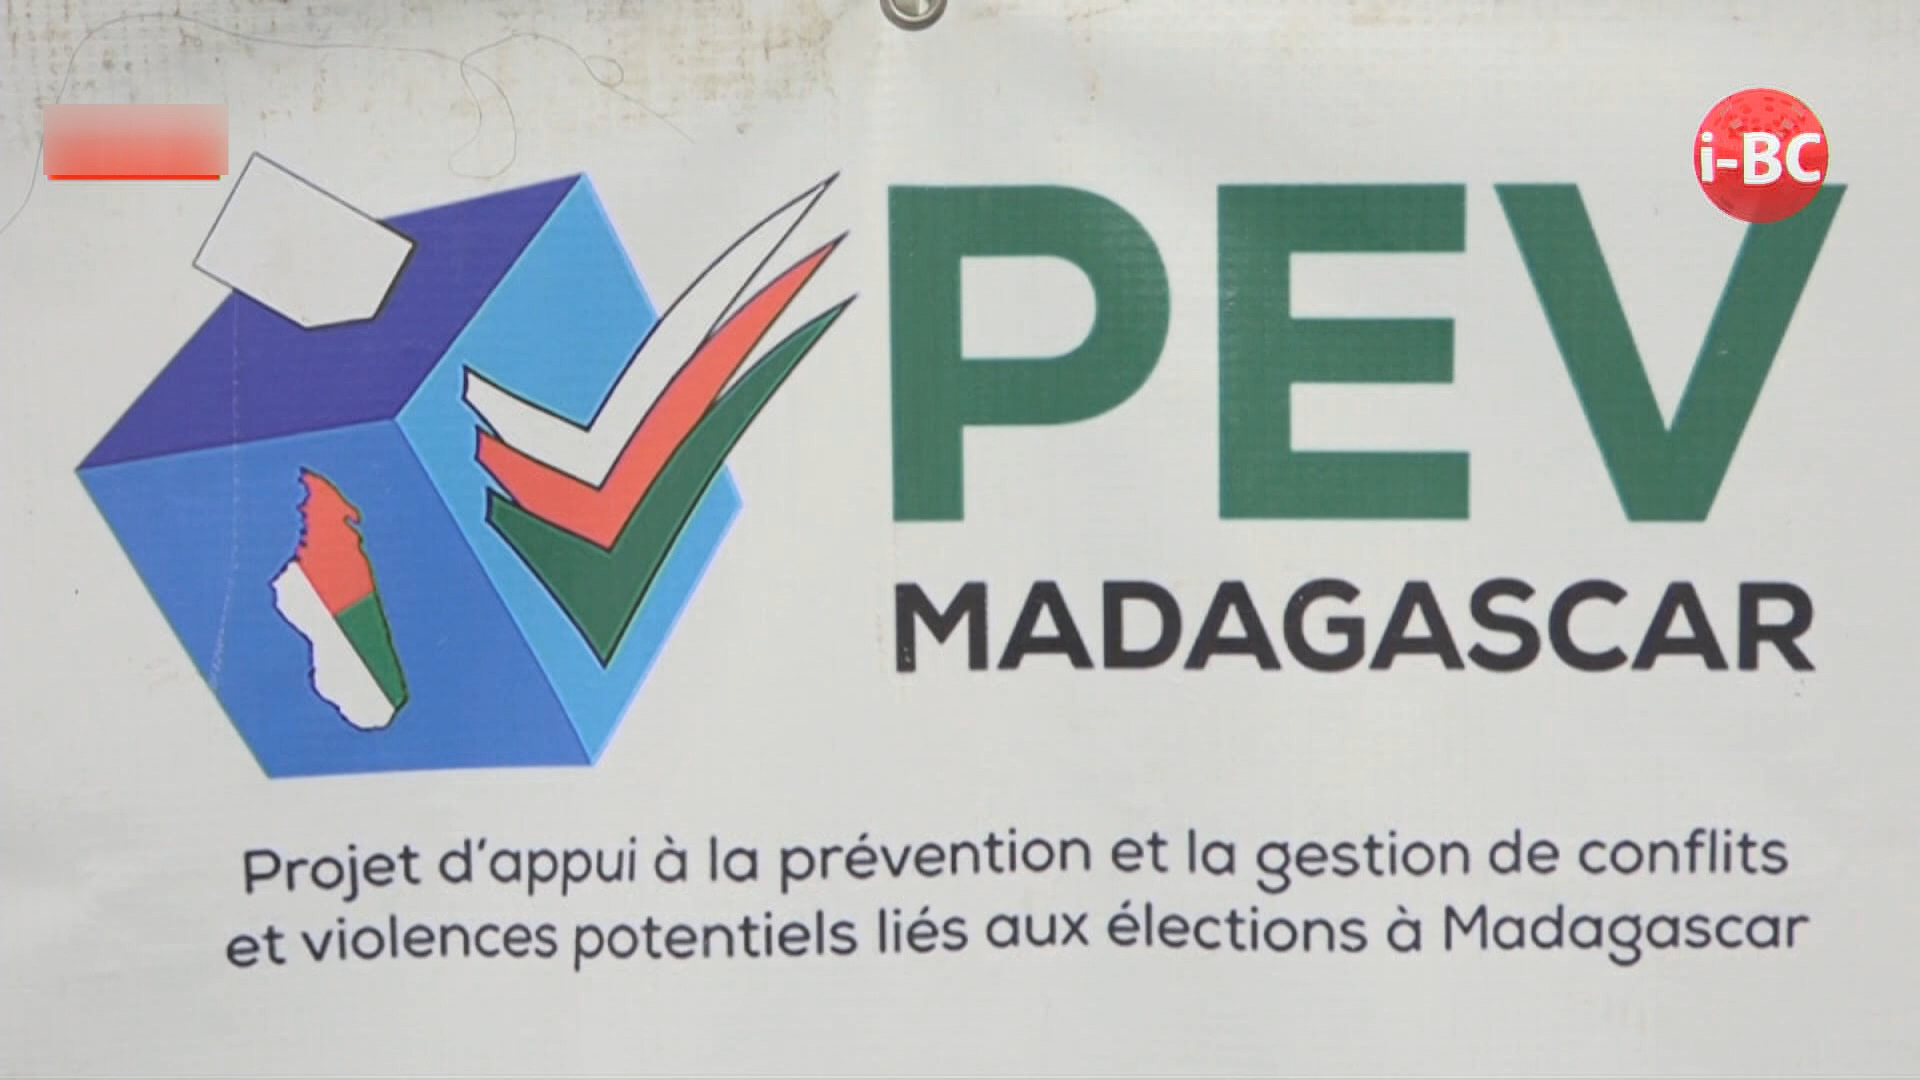 i-BC
PEV
MADAGASCAR
Projet d'appui à la prévention et la gestion de conflits
et violences potentiels liés aux élections à Madagascar